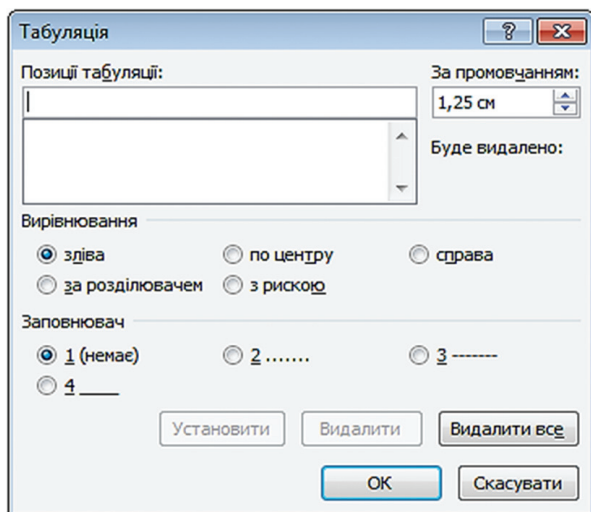 Табуляція
Позиції табуляції: За промовчанням:
1,25 см
Буде видалено:
Вирівнювання
зліва по центру справа
за розділювачем з рискою
Заповнювач
1 (немає) 2 ....... 3 -------
4 ____
Установити Видалити Видалити все
ОК Скасувати